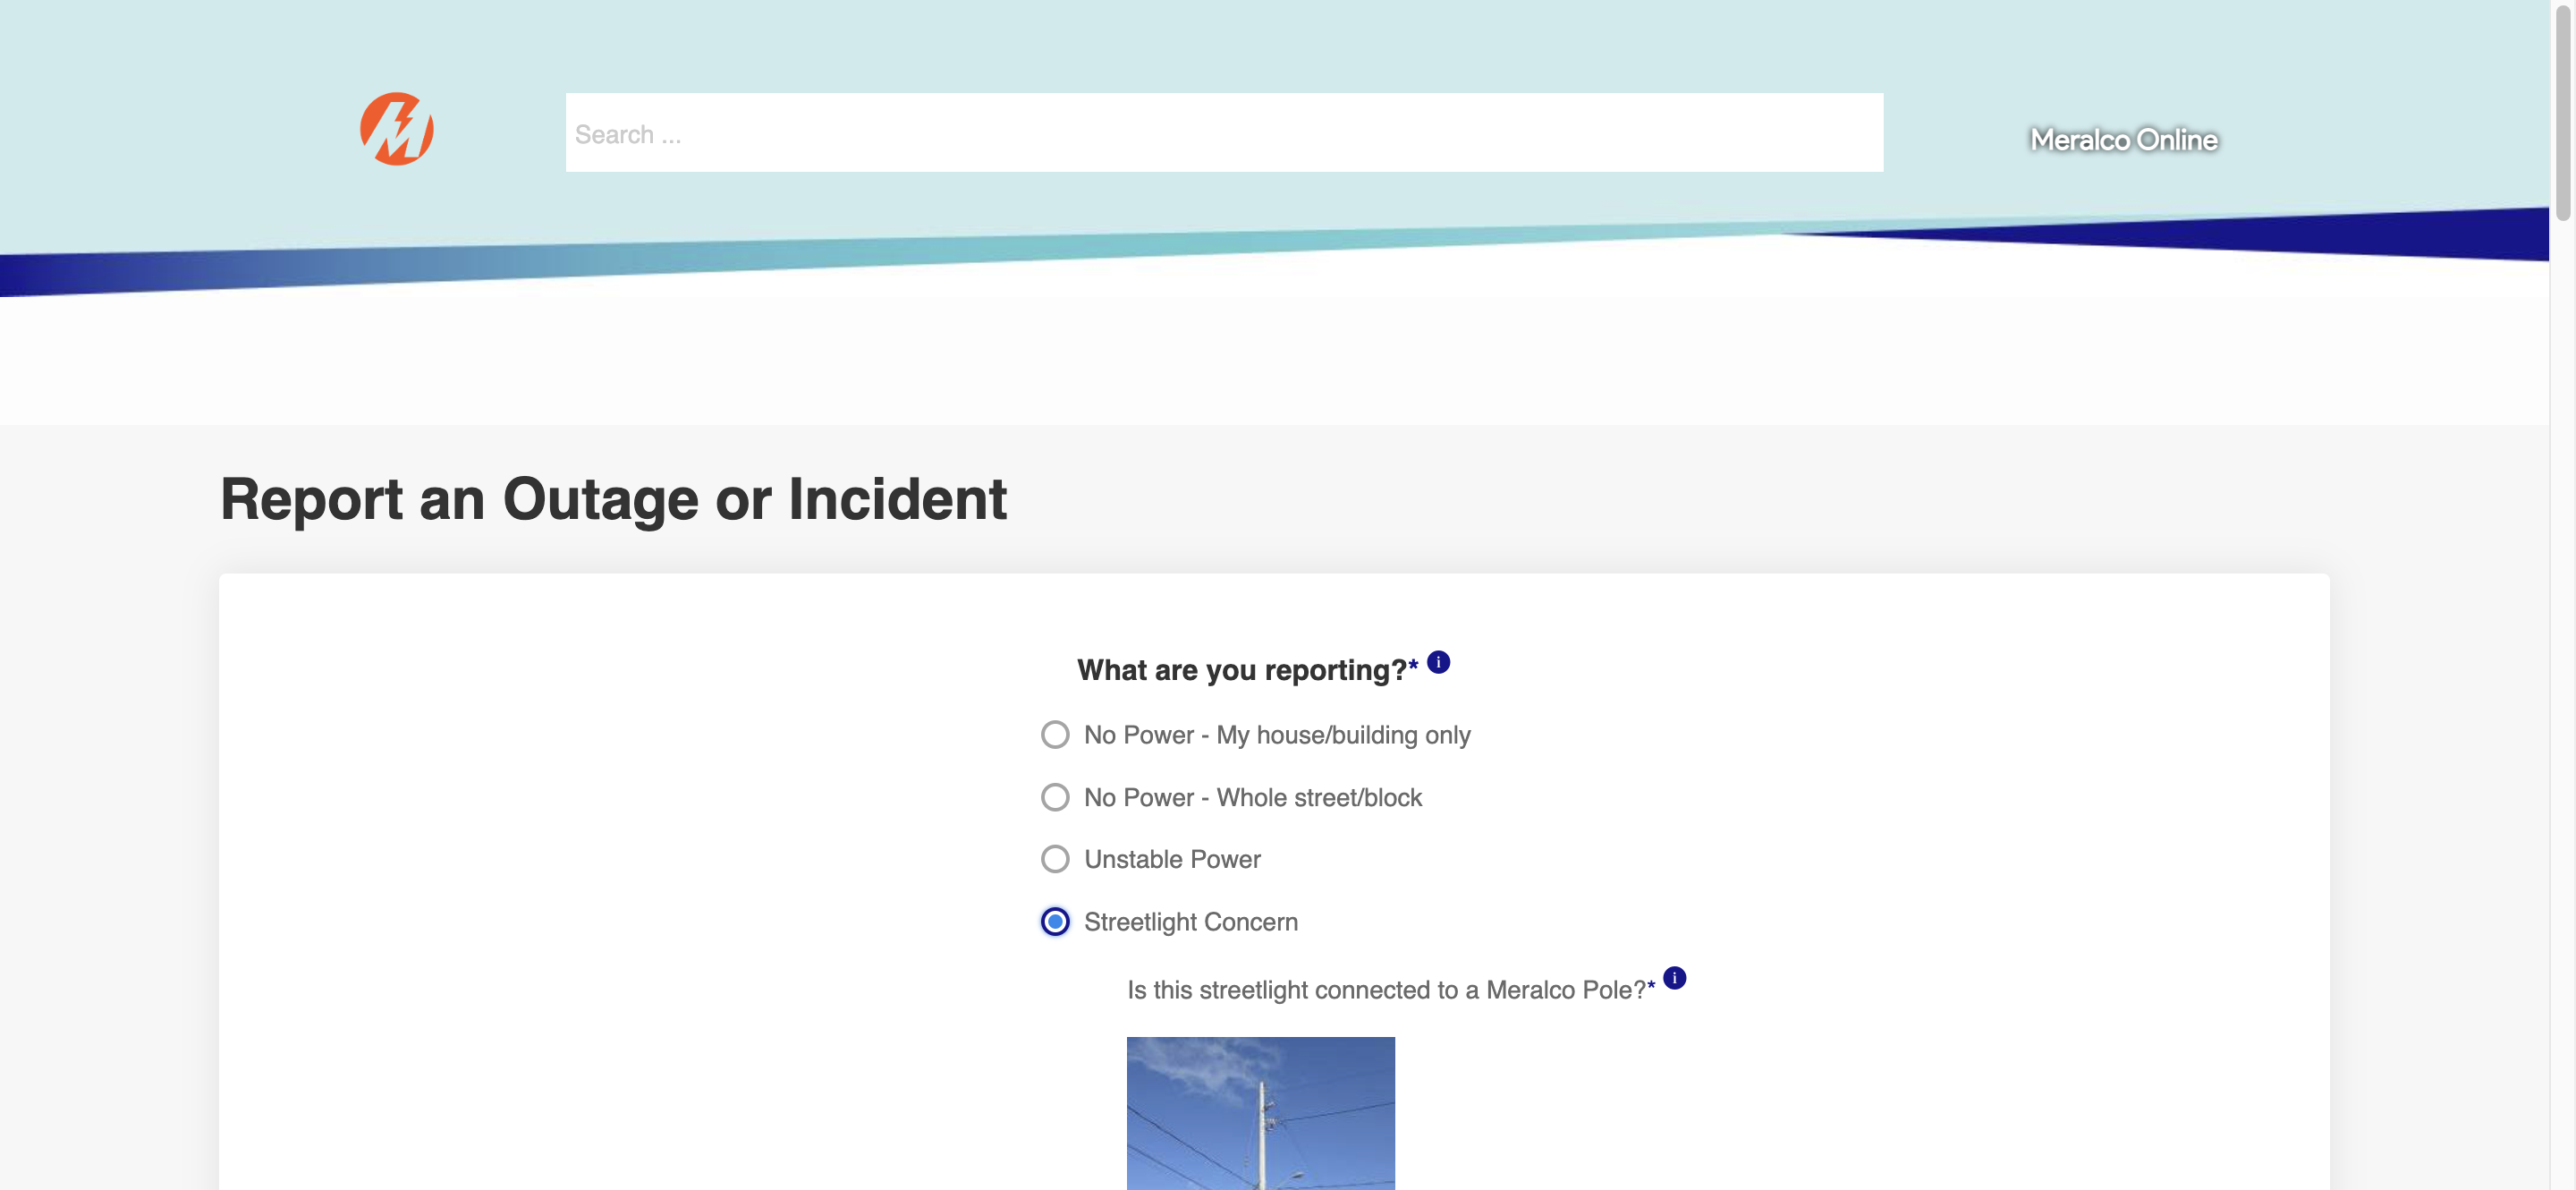 Search ...
Meralco Online
Report an Outage or Incident
What are you reporting?* i
No Power - My house/building only
No Power - Whole street/block
Unstable Power
Streetlight Concern
Is this streetlight connected to a Meralco Pole?* i